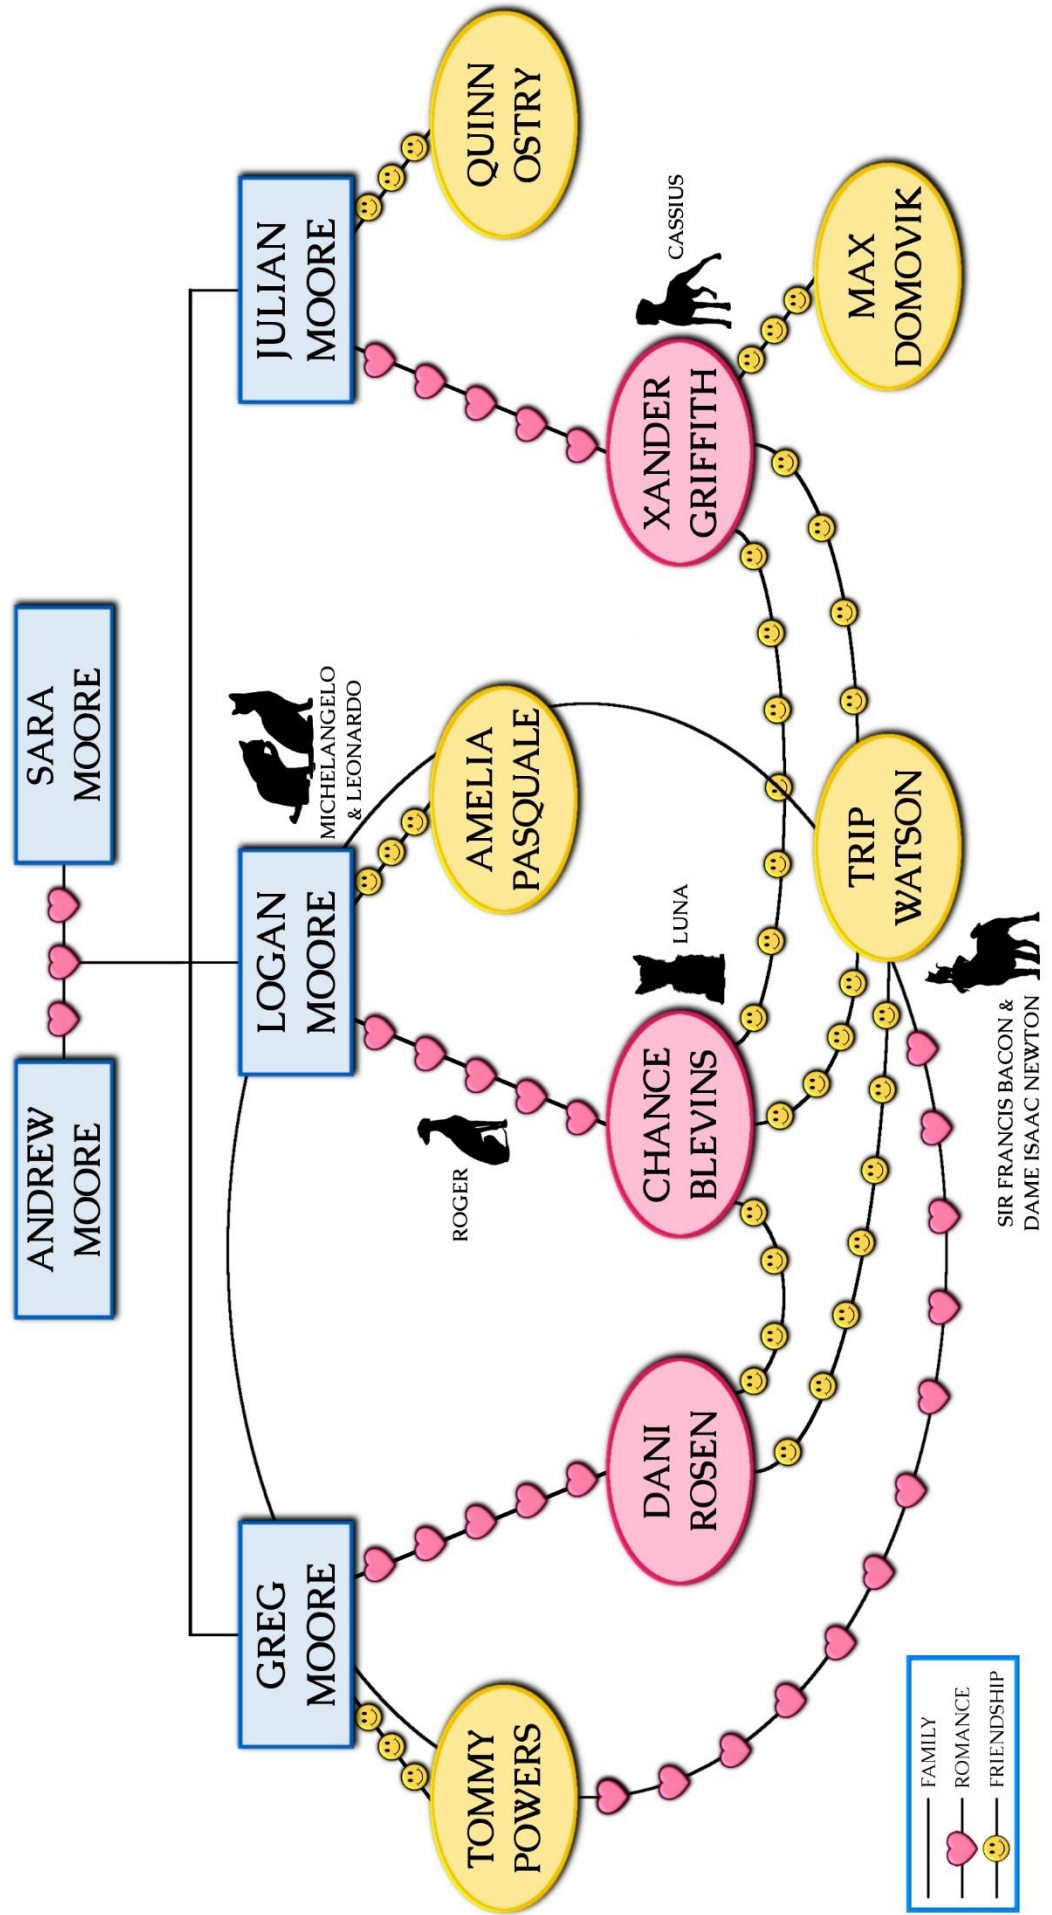 ANDREW
MOORE
SARA
MOORE
GREG
MOORE
LOGAN
MOORE
MICHELANGELO
& LEONARDO
JULIAN
MOORE
TOMMY
POWERS
ROGER
AMELIA
PASQUALE
QUINN
OSTRY
DANI
ROSEN
CHANCE
BLEVINS
LUNA
XANDER
GRIFFITH
CASSIUS
TRIP
WATSON
MAX
DOMOVIK
SIR FRANCIS BACON &
DAME ISAAC NEWTON
FAMILY
ROMANCE
FRIENDSHIP